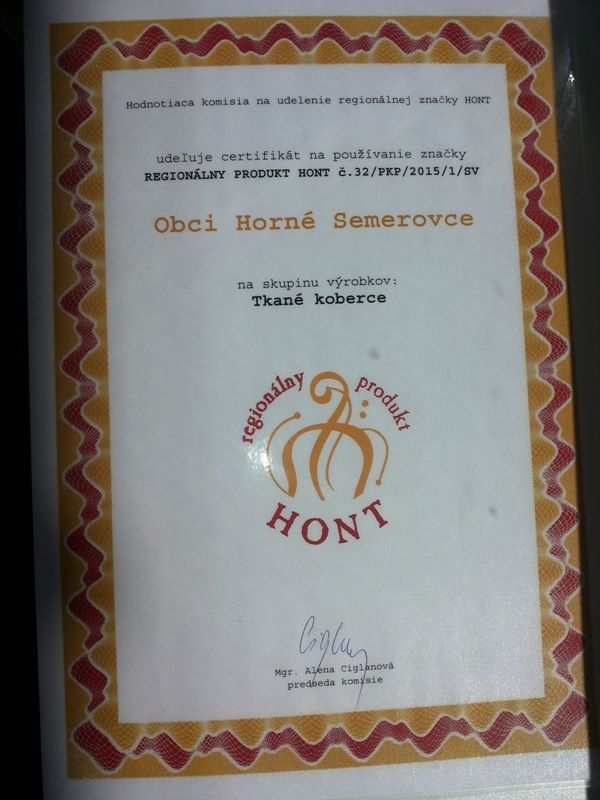 Hodnotiaca komisia na udelenie regionálnej značky HONT
udeľuje certifikát na používanie značky
REGIONÁLNY PRODUKT HONT č.32/PKP/2015/1/SV
Obci Horné Semerovce
na skupinu výrobkov:
Tkané koberce
regionálny produkt
HONT
Mgr. Alena Ciglanová
predseda komisie